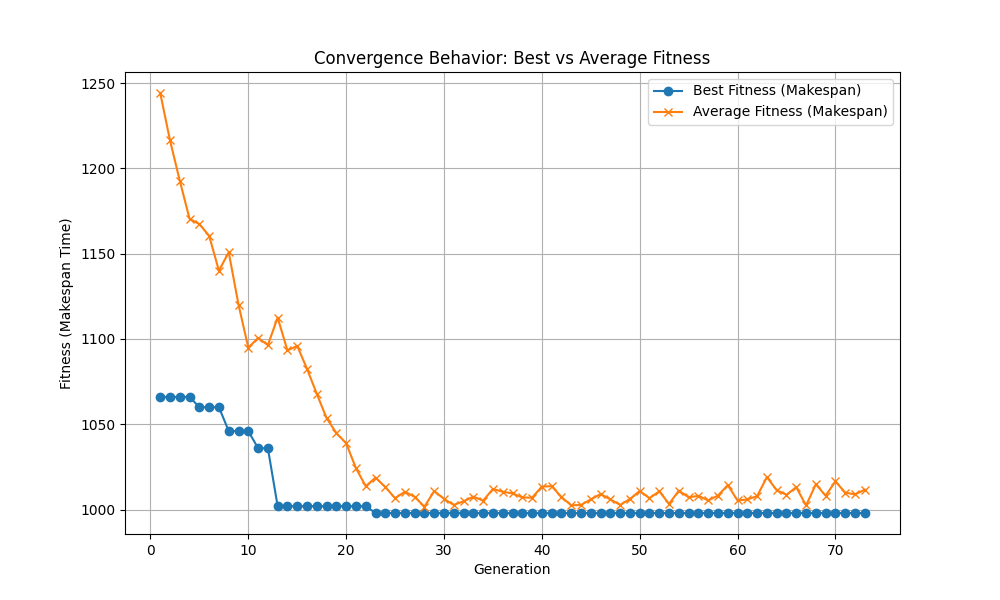 Convergence Behavior: Best vs Average Fitness
Best Fitness (Makespan)
Average Fitness (Makespan)
Fitness (Makespan Time)
1250
1200
1150
1100
1050
1000
0 10 20 30 40 50 60 70
Generation